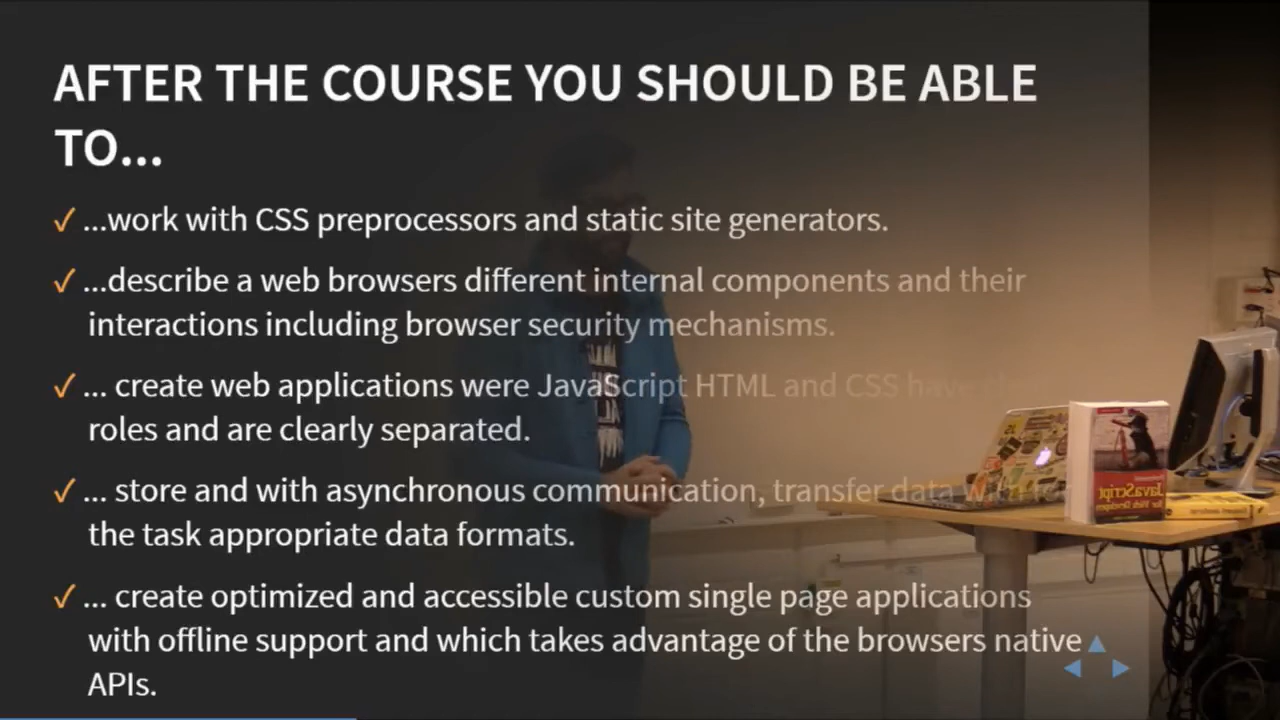 AFTER THE COURSE YOU SHOULD BE ABLE
TO...
✓ ...work with CSS preprocessors and static site generators.
✓ ...describe a web browsers different internal components and their
interactions including browser security mechanisms.
✓ ... create web applications were JavaScript HTML and CSS have
roles and are clearly separated.
✓ ... store and with asynchronous communication, transfer data with
the task appropriate data formats.
✓ ... create optimized and accessible custom single page applications
with offline support and which takes advantage of the browsers native
APIs.
JavaScript
for Web Developers